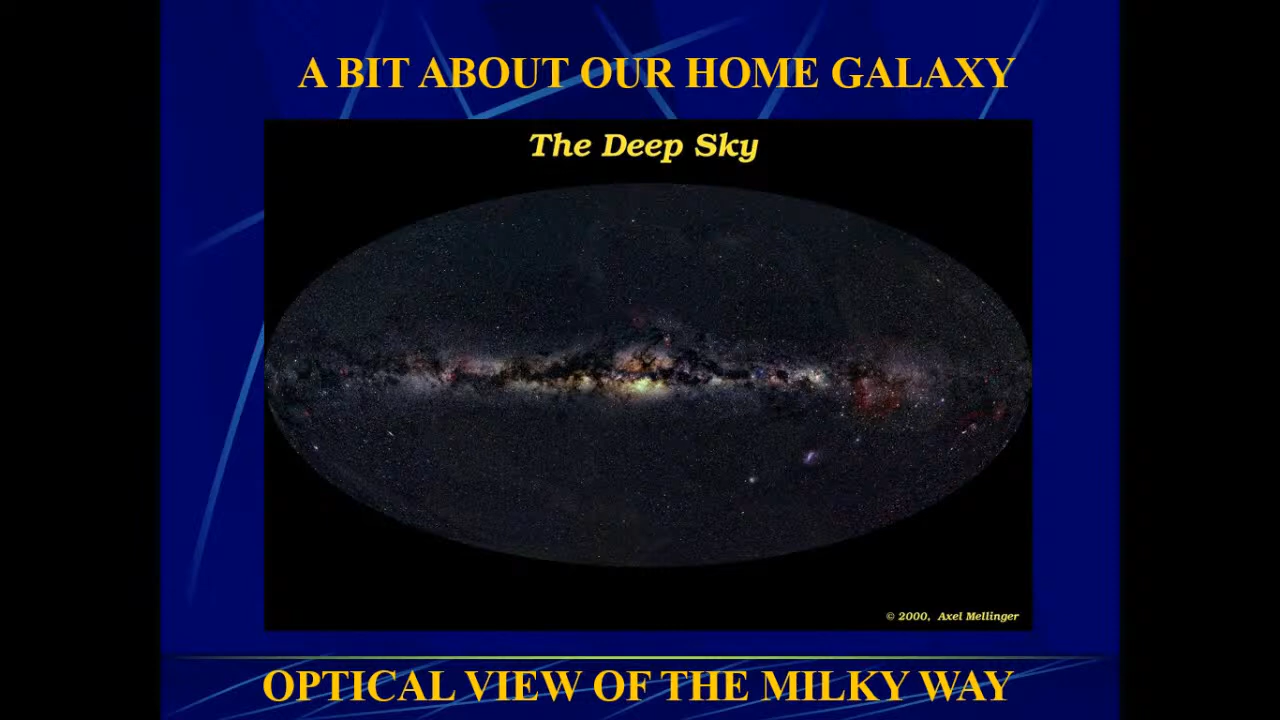 A BIT ABOUT OUR HOME GALAXY
The Deep Sky
© 2000, Axel Mellinger
OPTICAL VIEW OF THE MILKY WAY